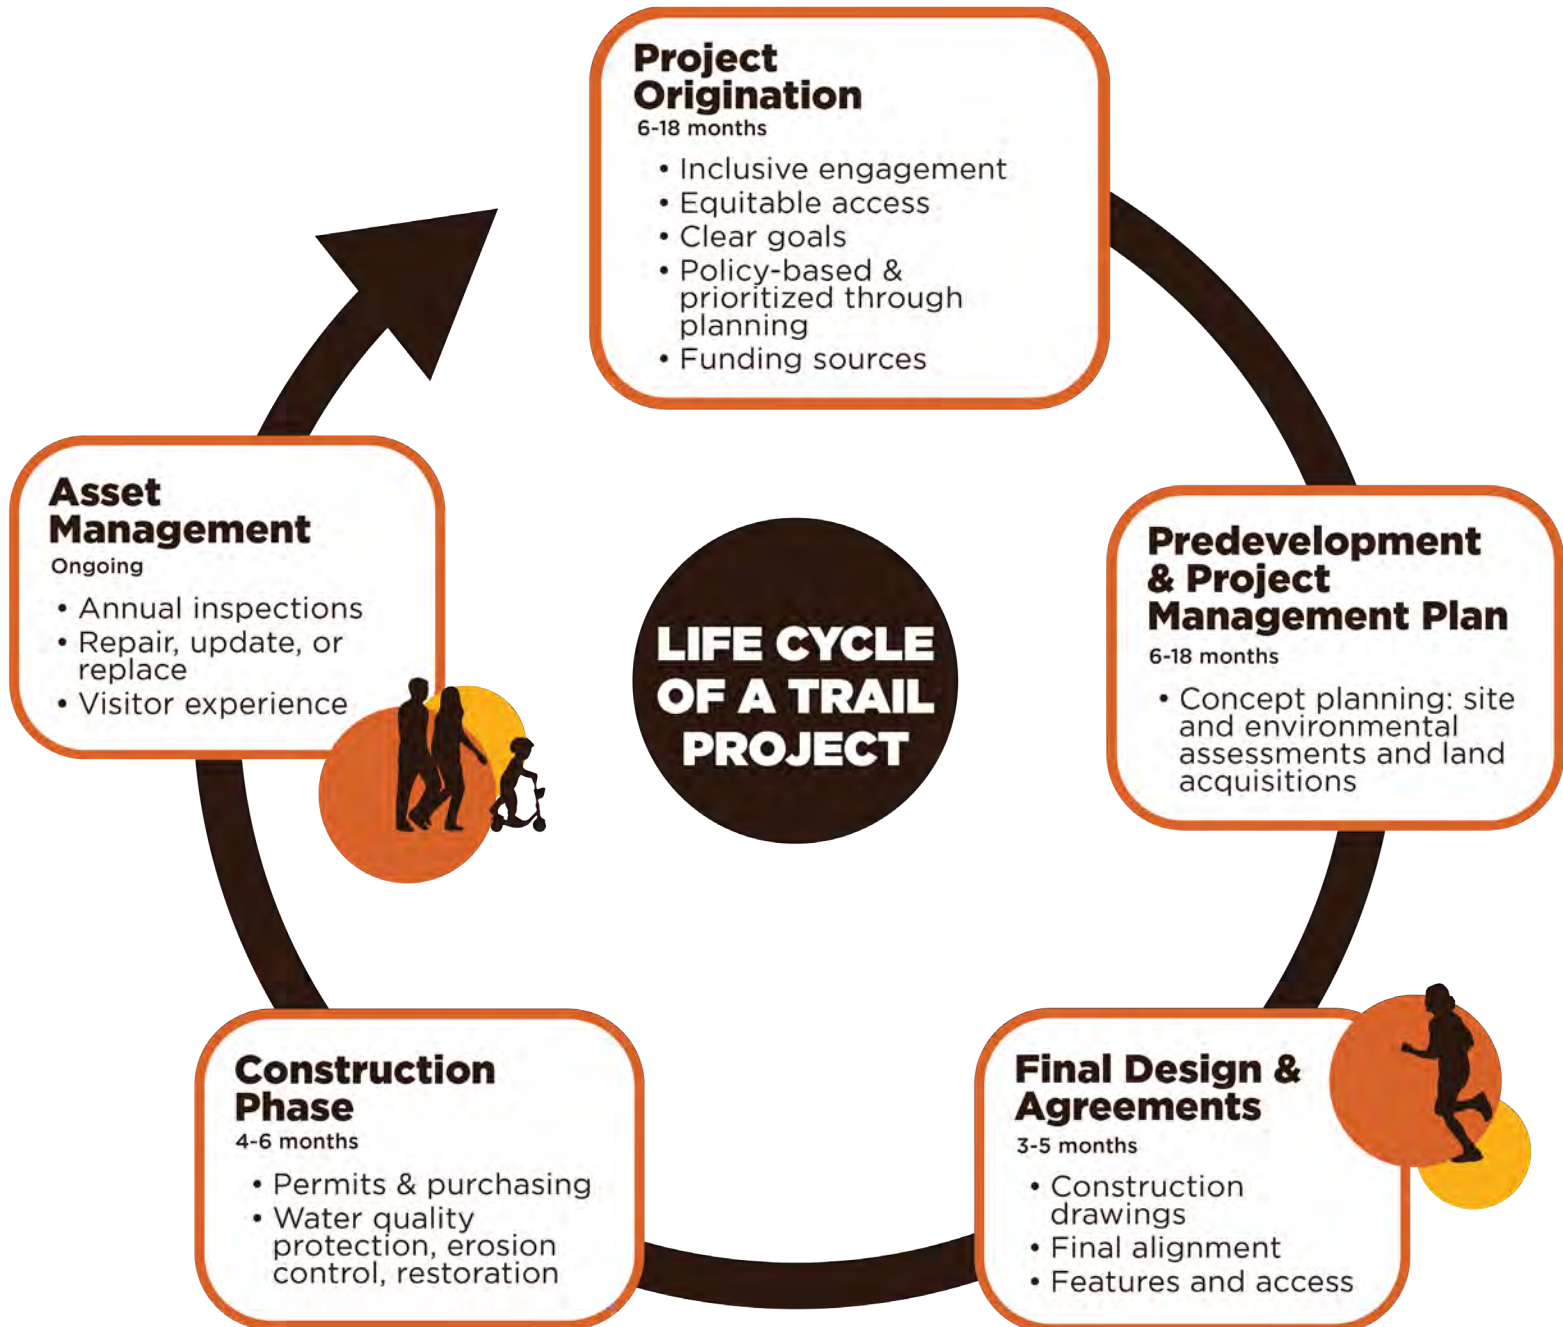 Project
Origination
6-18 months
• Inclusive engagement
• Equitable access
• Clear goals
• Policy-based &
prioritized through
planning
• Funding sources
Predevelopment
& Project
Management Plan
6-18 months
• Concept planning: site
and environmental
assessments and land
acquisitions
Final Design &
Agreements
3-5 months
• Construction
drawings
• Final alignment
• Features and access
Construction
Phase
4-6 months
• Permits & purchasing
• Water quality
protection, erosion
control, restoration
Asset
Management
Ongoing
• Annual inspections
• Repair, update, or
replace
• Visitor experience
LIFE CYCLE
OF A TRAIL
PROJECT